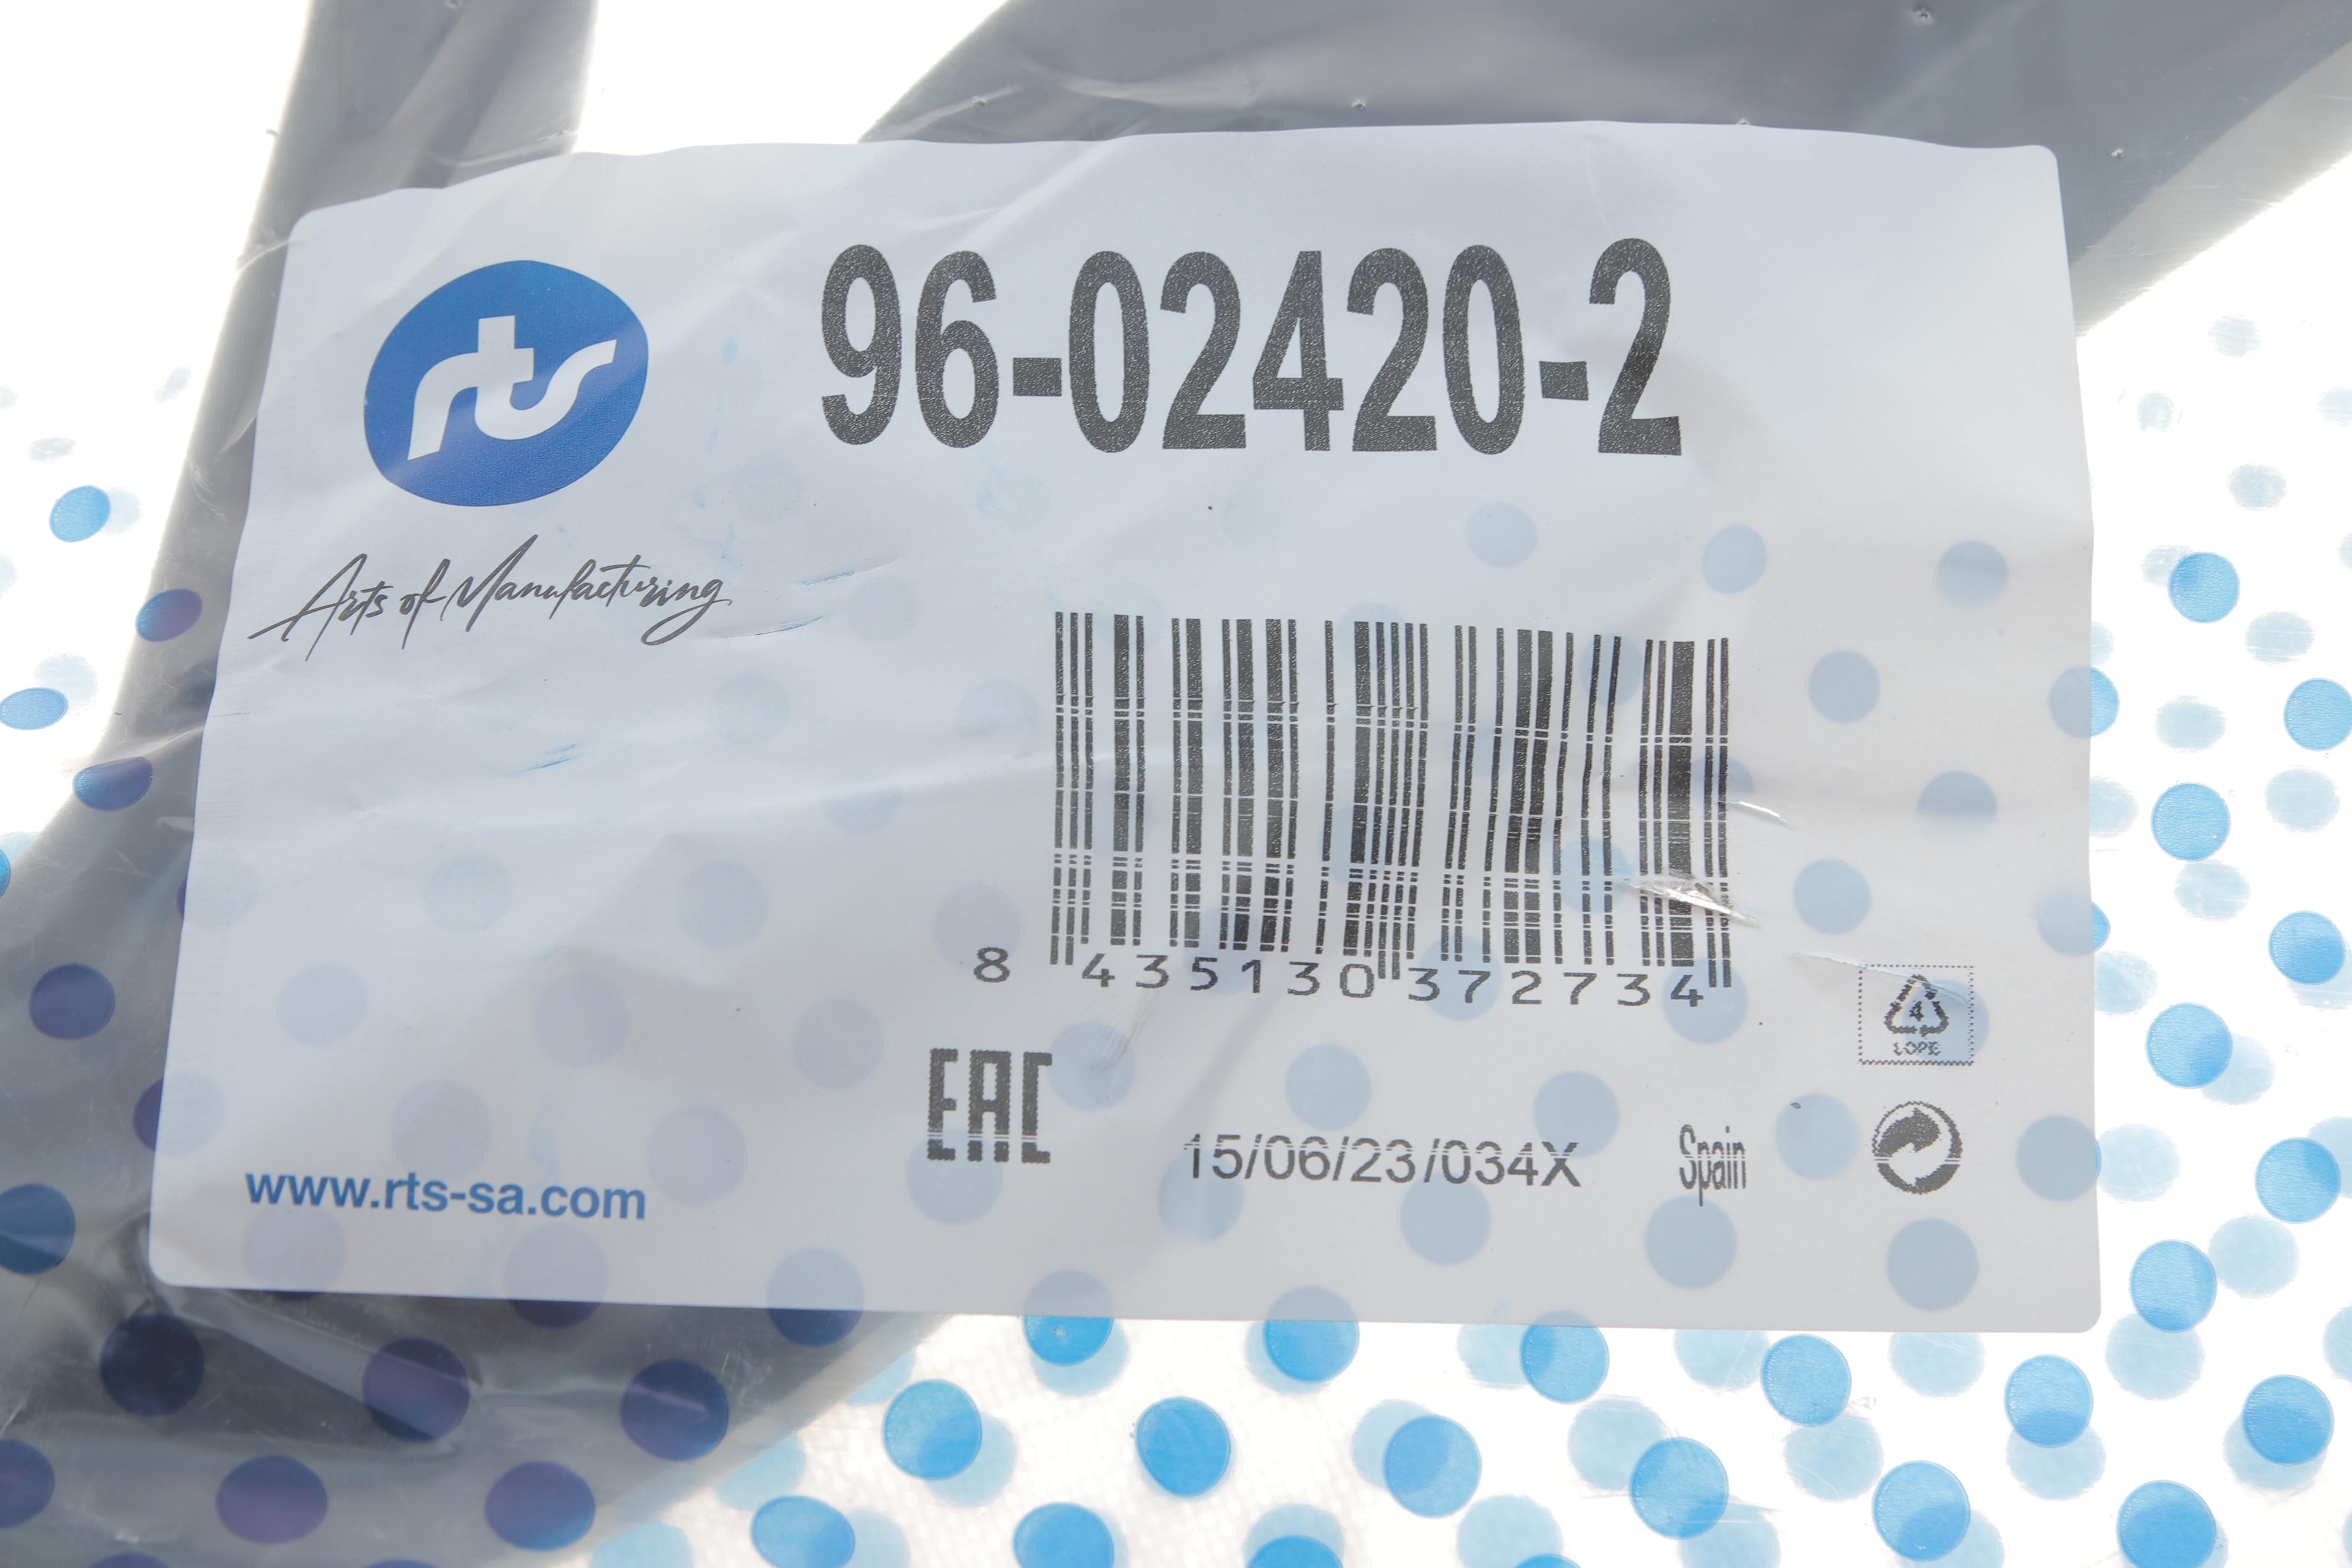 rts
96-02420-2
Arts of Manufacturing
8 435130 372734
4
LDPE
EAC
15/06/23/034X
Spain
www.rts-sa.com